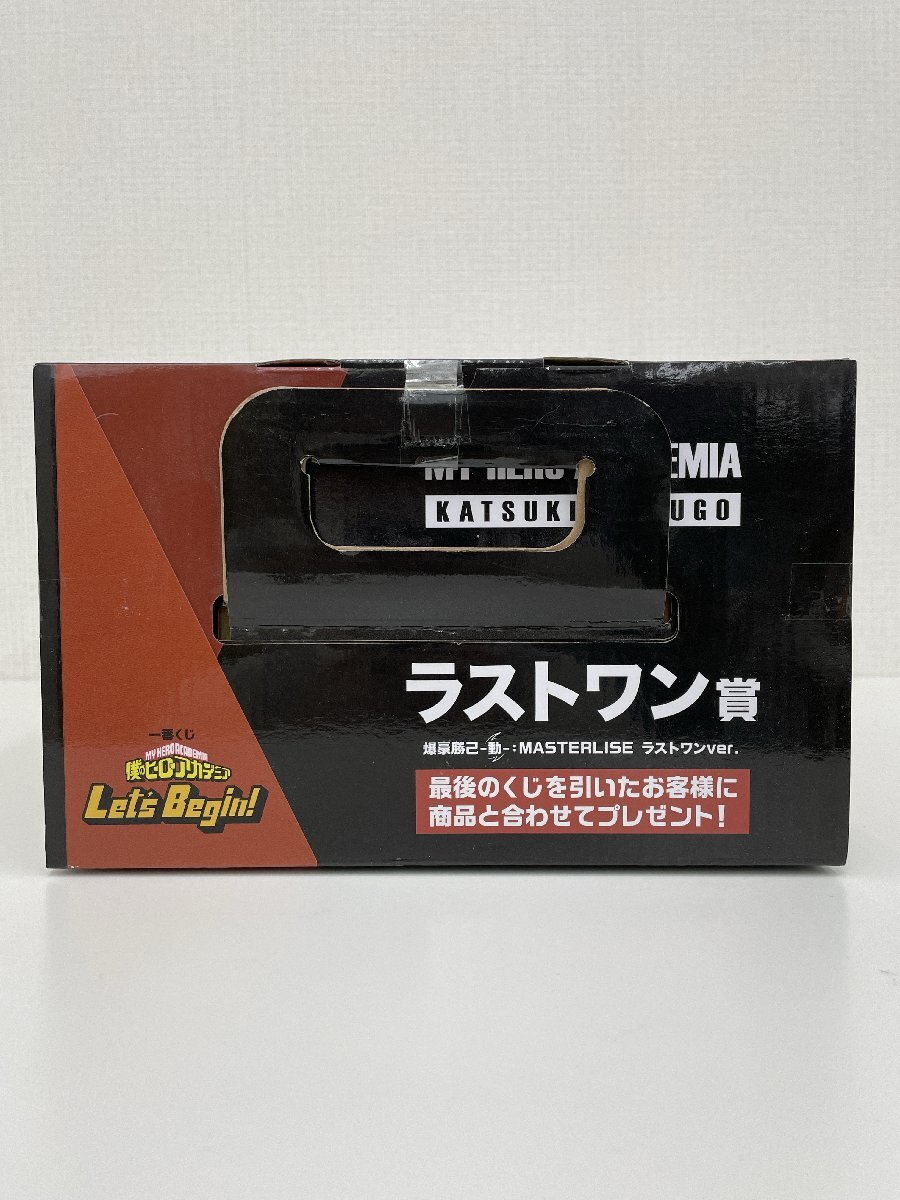 MY HERO
EMIA
KATSUKI
UGO
ラストワン賞
爆豪勝己-動-:MASTERLISE ラストワンver.
最後のくじを引いたお客様に
商品と合わせてプレゼント!
一番くじ
MY HERO ACADEMIA
僕のヒーローアカデミア
Let's Begin!